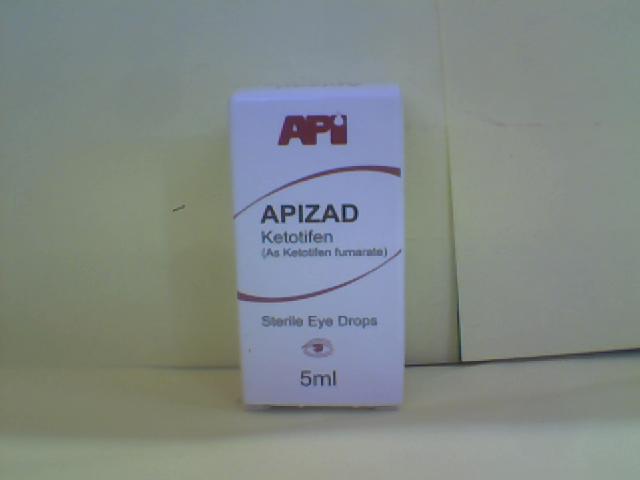 API
APIZAD
Ketotifen
(As Ketotifen fumarate)
Sterile Eye Drops
5ml